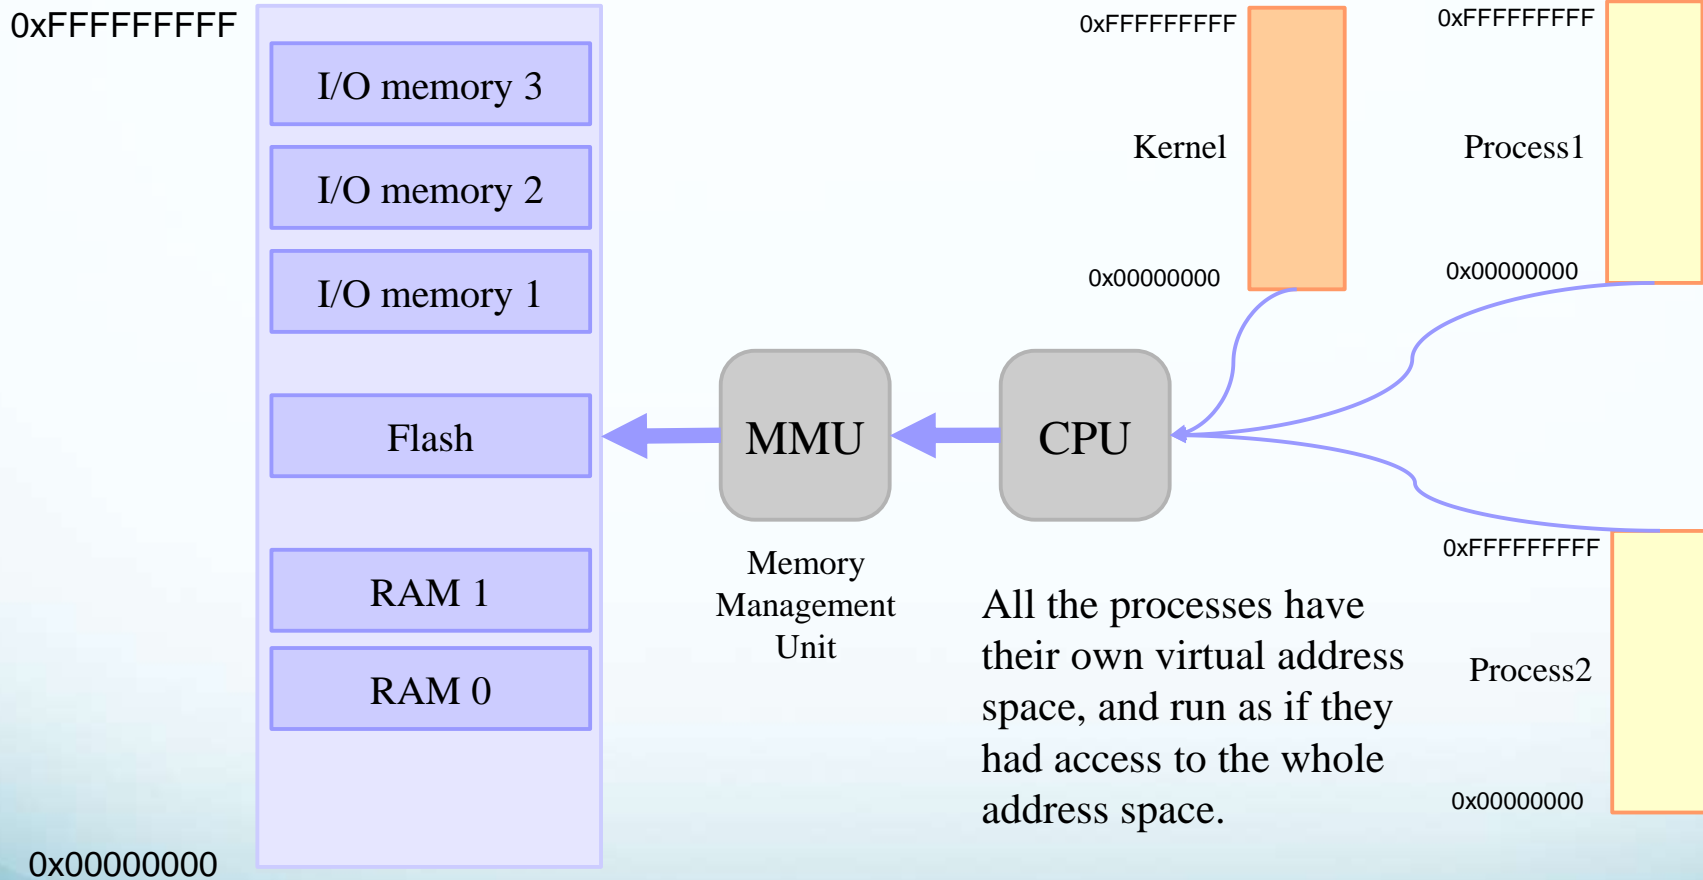 0xFFFFFFFFF
I/O memory 3
I/O memory 2
I/O memory 1
Flash
RAM 1
RAM 0
0x00000000
MMU
Memory
Management
Unit
CPU
0xFFFFFFFFF
Kernel
0x00000000
0xFFFFFFFFF
Process1
0x00000000
All the processes have
their own virtual address
space, and run as if they
had access to the whole
address space.
0xFFFFFFFFF
Process2
0x00000000